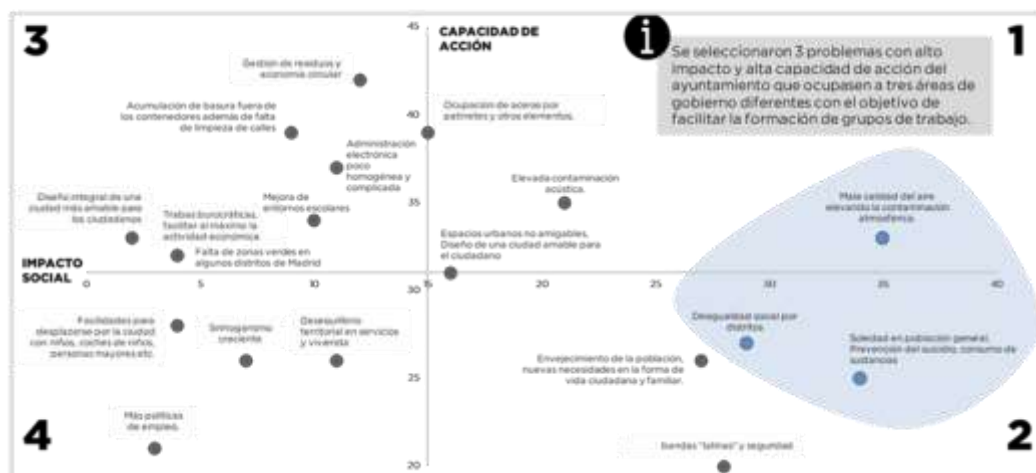 3
45
CAPACIDAD DE
ACCIÓN
i
1
Se seleccionaron 3 problemas con alto
impacto y alta capacidad de acción del
ayuntamiento que ocupasen a tres áreas de
gobierno diferentes con el objetivo de
facilitar la formación de grupos de trabajo.
Gestión de residuos y
economía circular
Acumulación de basura fuera de
los contenedores además de falta
de limpieza de calles
40
Ocupación de aceras por
patinetes y otros elementos.
Administración
electrónica
poco
homogénea y
complicada
Elevada contaminación
acústica.
35
Mala calidad del aire
elevando la contaminación
atmosférica.
Diseño integral de una
ciudad más amable para
los ciudadanos
Trabas burocráticas,
facilitar al máximo la
actividad económica
Mejora de
entornos escolares
Falta de zonas verdes en
algunos distritos de Madrid
Espacios urbanos no amigables,
Diseño de una ciudad amable para
el ciudadano
IMPACTO
SOCIAL
0
5
10
15
30
20
25
30
35
40
Facilidades para
desplazarse por la ciudad
con niños, coches de niños,
personas mayores etc.
Sinhogarismo
creciente
Desequilibrio
territorial en servicios
y vivienda
Desigualdad social por
distritos.
Soledad en población general,
Prevención del suicidio, consumo de
sustancias
25
Envejecimiento de la población,
nuevas necesidades en la forma de
vida ciudadana y familiar.
4
Más políticas
de empleo.
20
Bandas "latinas" y seguridad
2